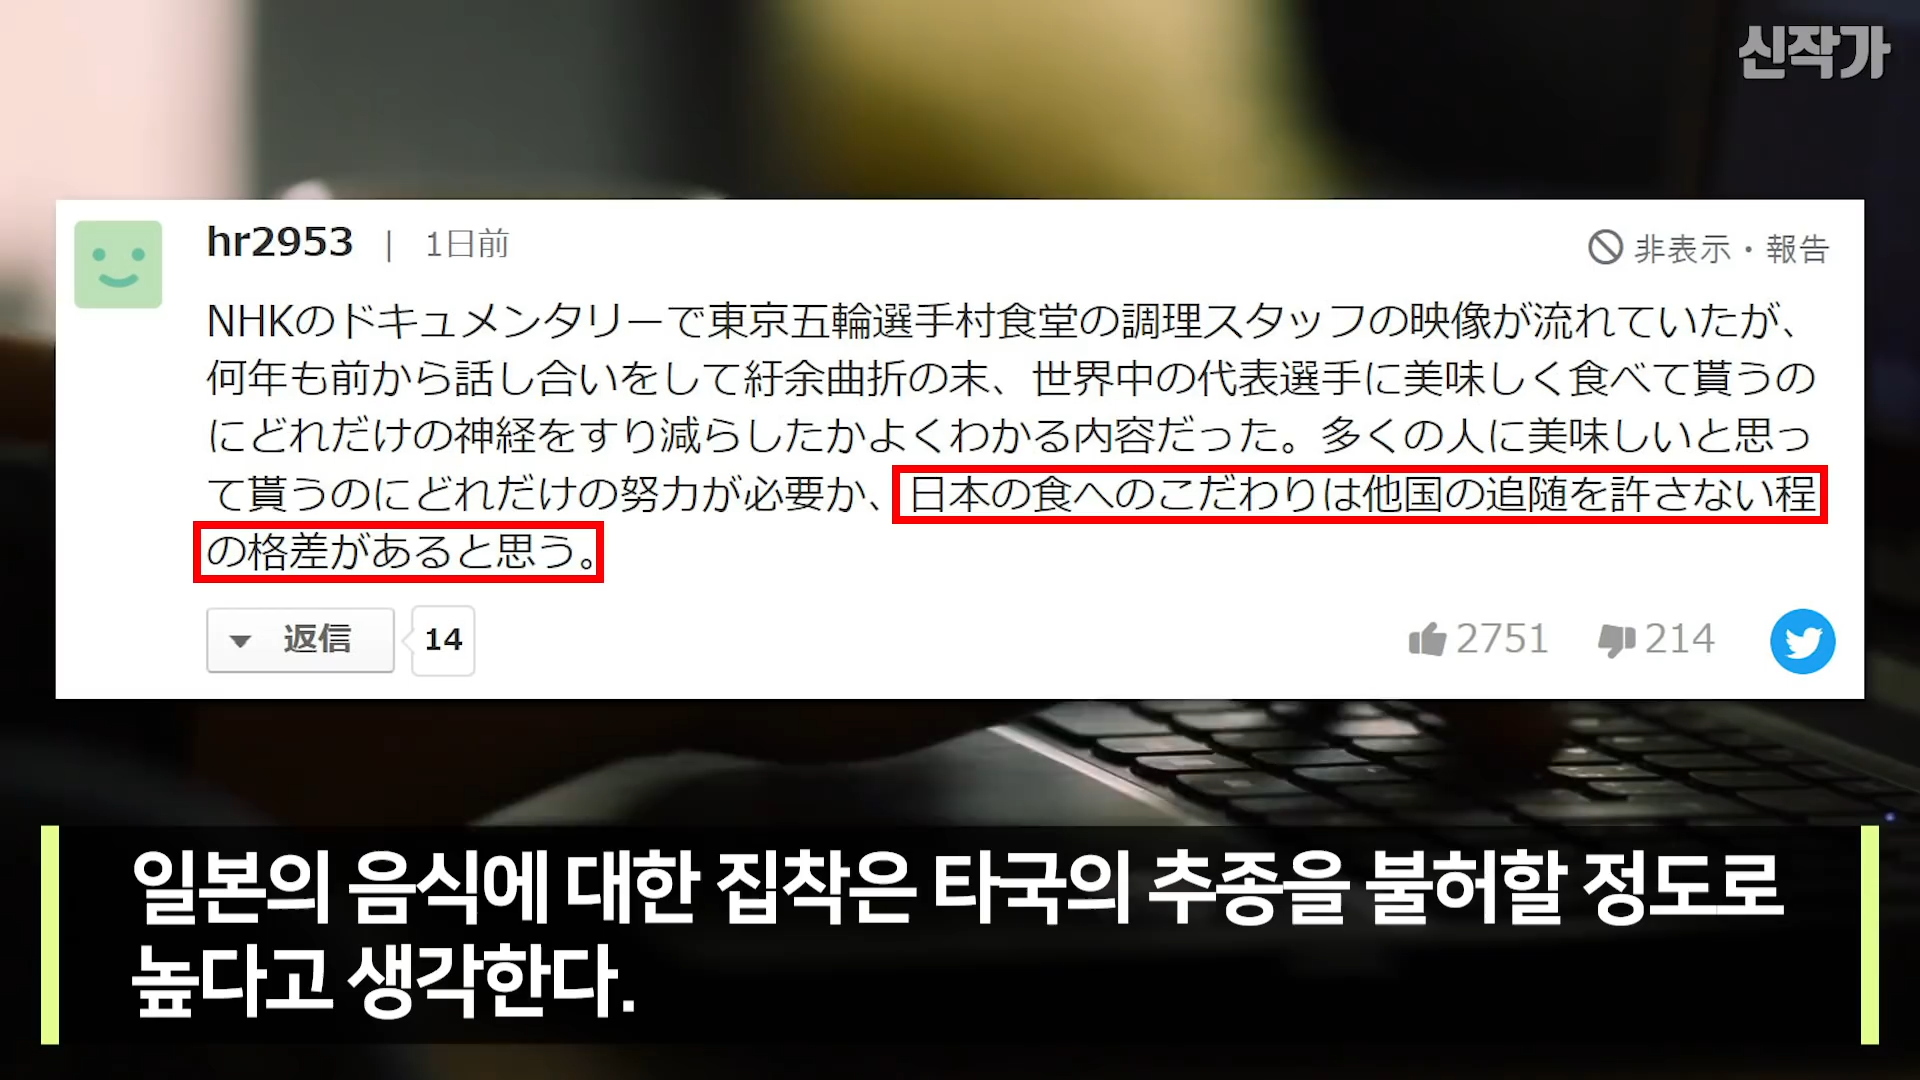 신작가
hr2953 | 1日前
非表示・報告
NHKのドキュメンタリーで東京五輪選手村食堂の調理スタッフの映像が流れていたが、
何年も前から話し合いをして紆余曲折の末、世界中の代表選手に美味しく食べて貰うの
にどれだけの神経をすり減らしたかよくわかる内容だった。多くの人に美味しいと思っ
て貰うのにどれだけの努力が必要か、日本の食へのこだわりは他国の追随を許さない程
の格差があると思う。
返信 14
2751 214
일본의 음식에 대한 집착은 타국의 추종을 불허할 정도로
높다고 생각한다.